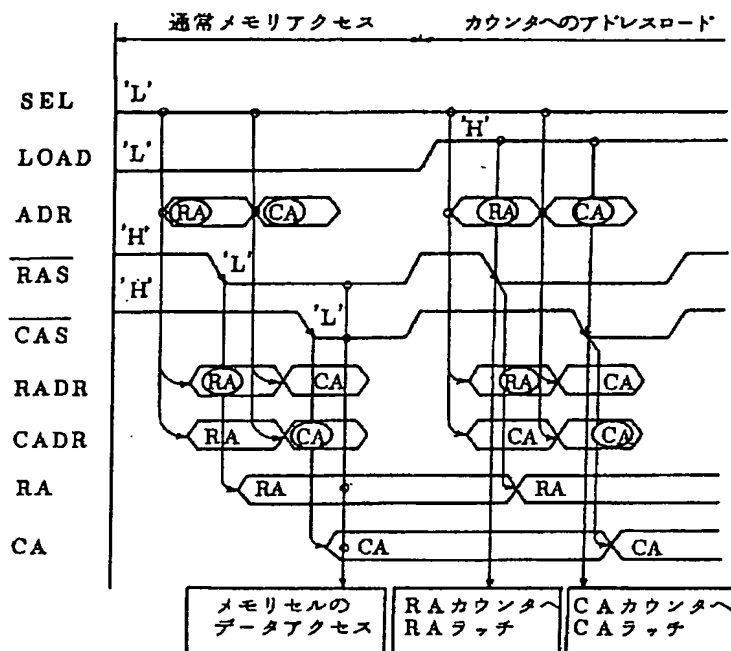 通常メモリアクセス カウンタへのアドレスロード
SEL 'L'
'H'
LOAD 'L'
ADR RA CA RA CA
'H'
RAS 'L'
'H'
CAS 'L'
RADR RA CA RA CA
CADR RA CA CA CA
RA RA RA
CA CA CA
メモリセルの
データアクセス
RAカウンタへ
RAラッチ
CAカウンタへ
CAラッチ